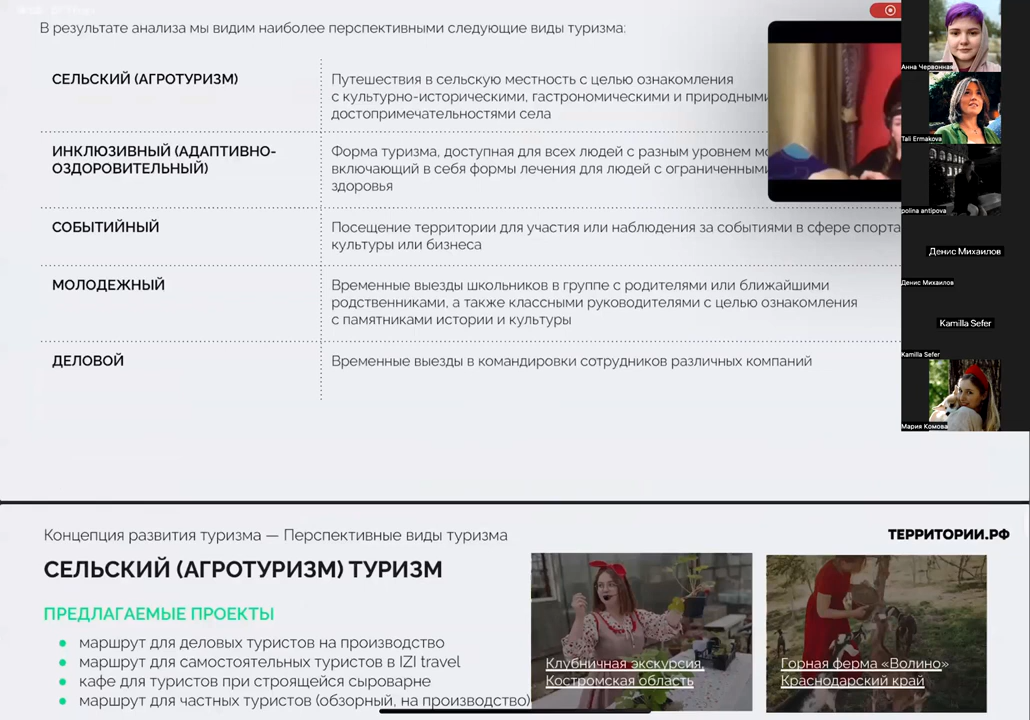 В результате анализа мы видим наиболее перспективными следующие виды туризма:
СЕЛЬСКИЙ (АГРОТУРИЗМ)
Путешествия в сельскую местность с целью ознакомления
с культурно-историческими, гастрономическими и природными
достопримечательностями села
ИНКЛЮЗИВНЫЙ (АДАПТИВНО-
ОЗДОРОВИТЕЛЬНЫЙ)
Форма туризма, доступная для всех людей с разным уровнем
включающий в себя формы лечения для людей с ограниченными
здоровья
СОБЫТИЙНЫЙ
Посещение территории для участия или наблюдения за событиями в сфере спорта
культуры или бизнеса
МОЛОДЕЖНЫЙ
Временные выезды школьников в группе с родителями или ближайшими
родственниками, а также классными руководителями с целью ознакомления
с памятниками истории и культуры
ДЕЛОВОЙ
Временные выезды в командировки сотрудников различных компаний
Анна Червонная
Tail Ermakova
polina antipova
Денис Михаилов
Денис Михаилов
Kamilla Sefer
Kamilla Sefer
Мария Комова
Концепция развития туризма — Перспективные виды туризма
ТЕРРИТОРИИ.РФ
СЕЛЬСКИЙ (АГРОТУРИЗМ) ТУРИЗМ
ПРЕДЛАГАЕМЫЕ ПРОЕКТЫ
маршрут для деловых туристов на производство
маршрут для самостоятельных туристов в IZI travel
кафе для туристов при строящейся сыроварне
маршрут для частных туристов (обзорный, на производство)
Клубничная экскурсия,
Костромская область
Горная ферма «Волино»
Краснодарский край